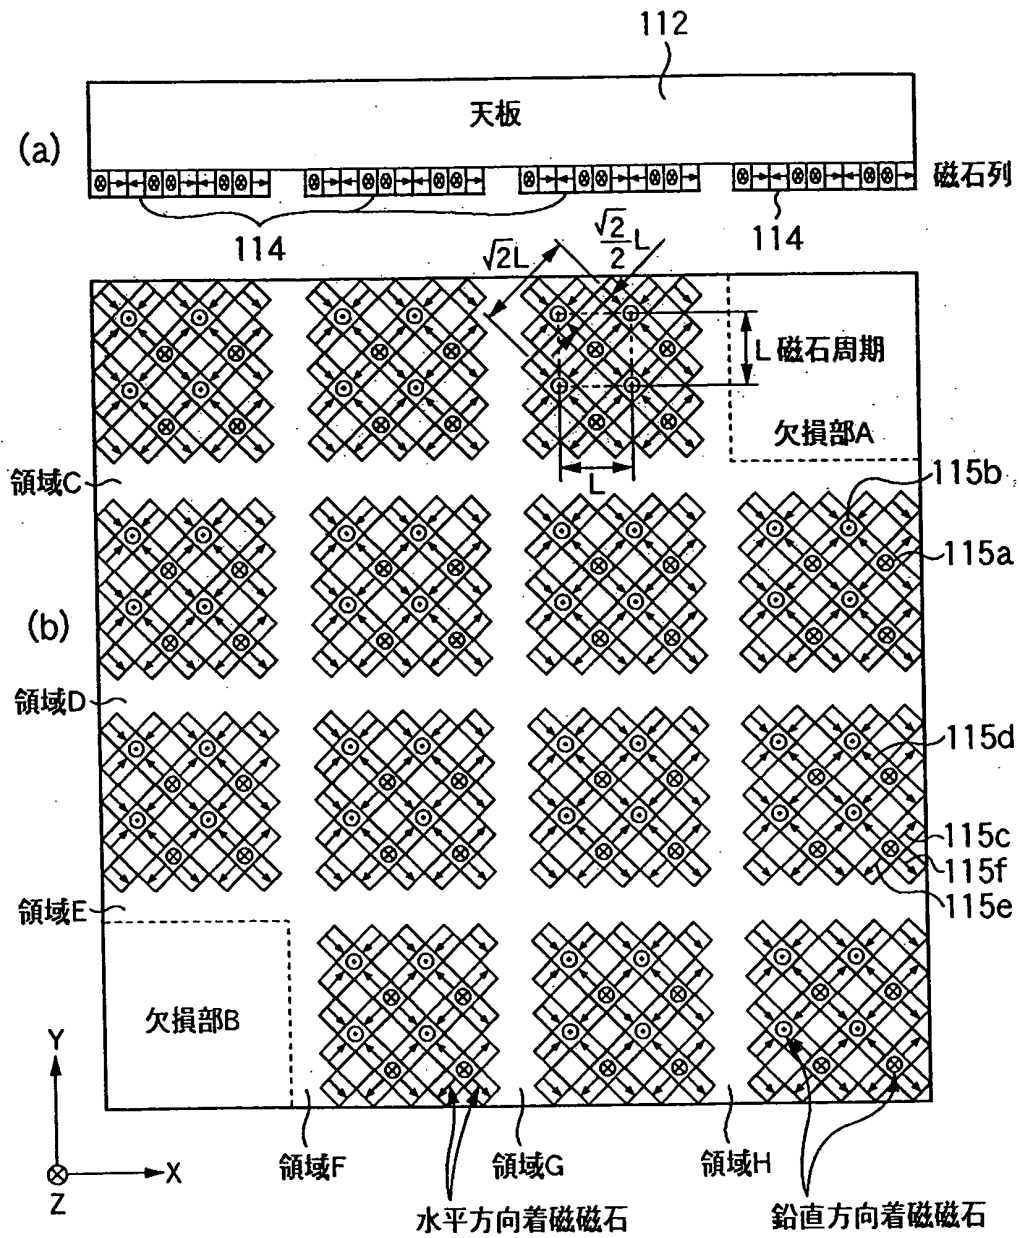 112
天板
(a)
磁石列
114
114
√2L
√2/2 L
L 磁石周期
欠損部A
L
領域C
115b
115a
(b)
領域D
115d
115c
115f
115e
領域E
欠損部B
Y
X
Z
領域F
領域G
領域H
水平方向着磁磁石
鉛直方向着磁磁石